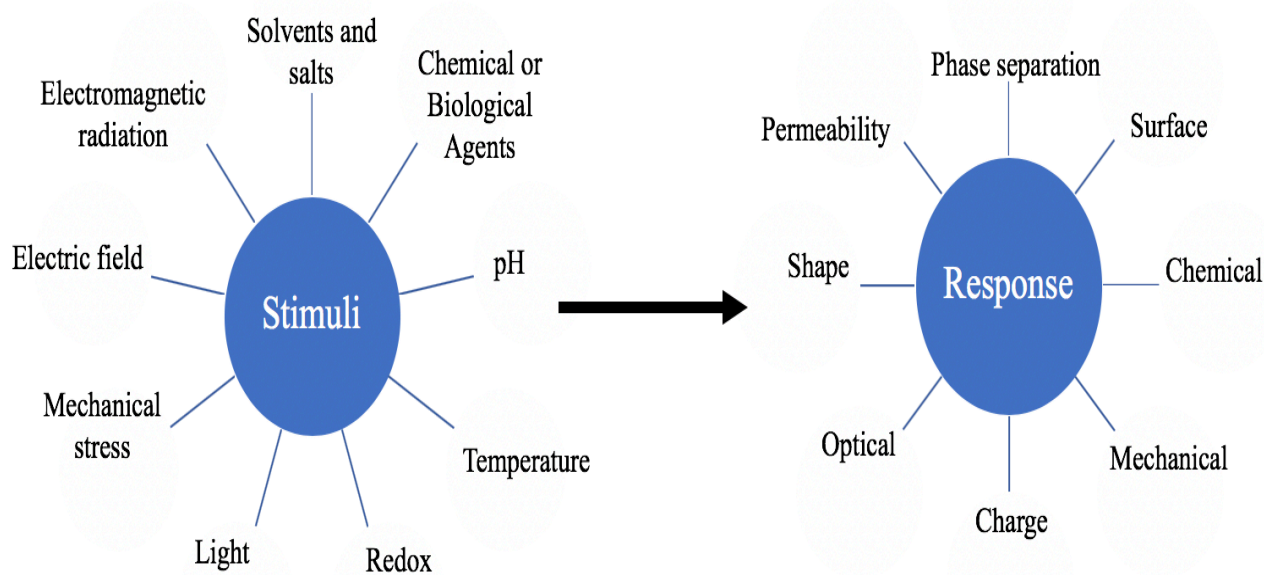 Solvents and
salts
Chemical or
Biological
Agents
Electromagnetic
radiation
Electric field
pH
Stimuli
Mechanical
stress
Temperature
Light
Redox
Phase separation
Permeability
Surface
Shape
Response
Chemical
Optical
Mechanical
Charge